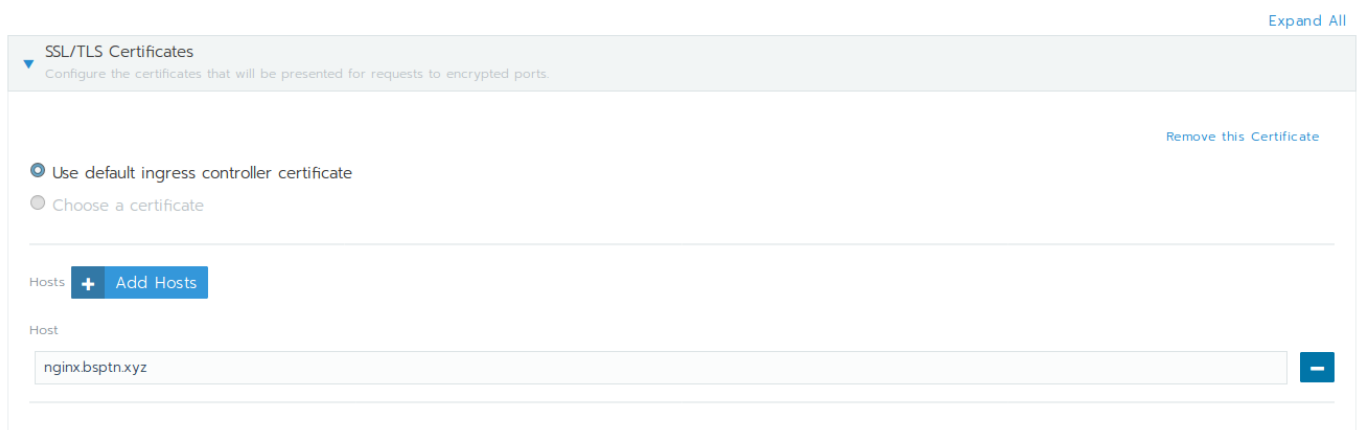 Expand All
SSL/TLS Certificates
Configure the certificates that will be presented for requests to encrypted ports.
Remove this Certificate
Use default ingress controller certificate
Choose a certificate
Hosts + Add Hosts
Host
nginx.bsptn.xyz